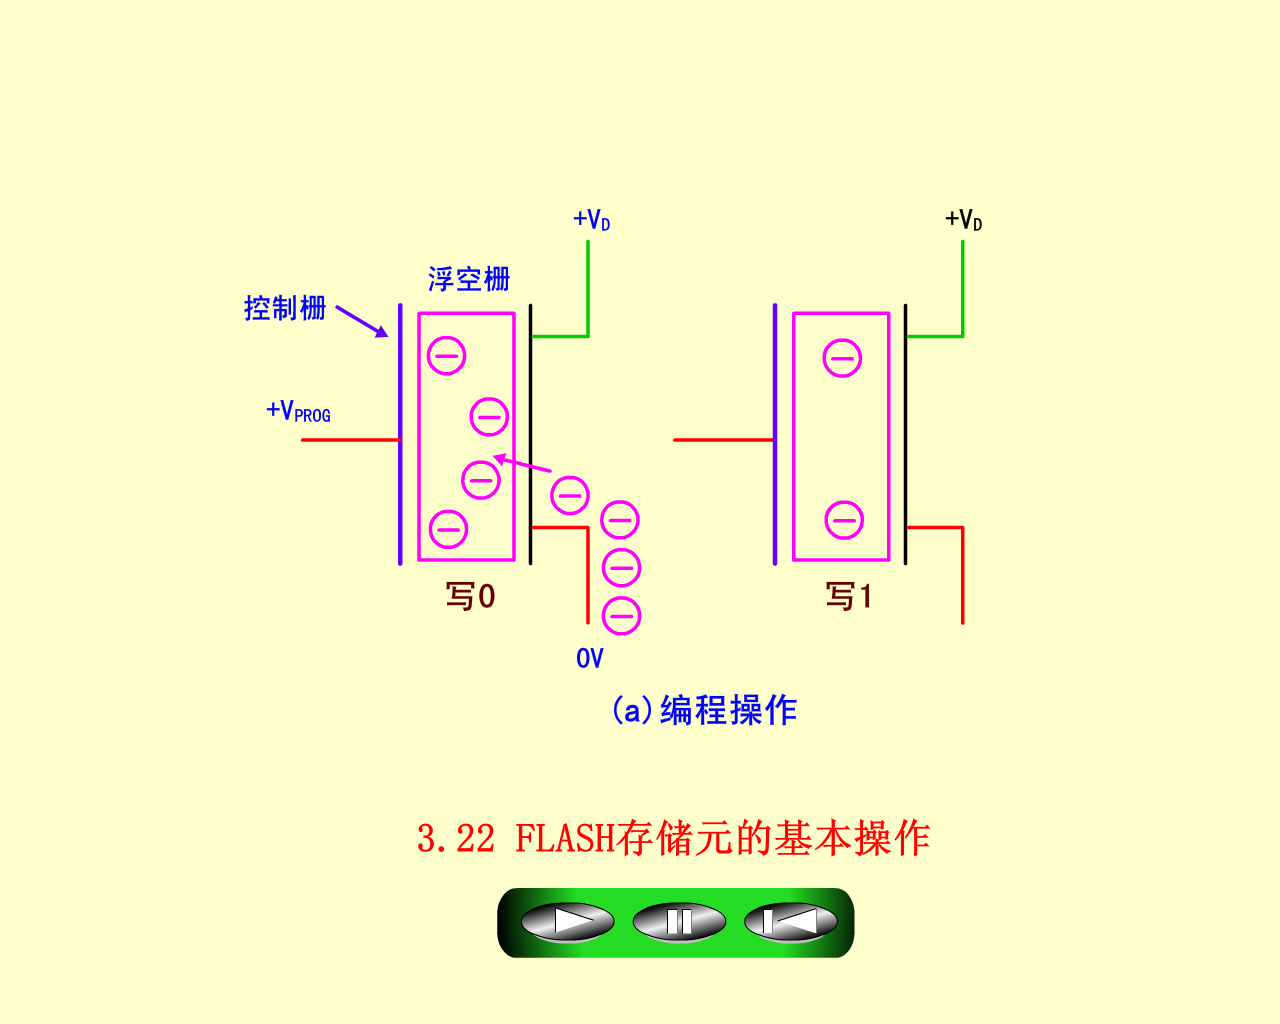 +VD
+VD
浮空栅
控制栅
+VPROG
写0
写1
0V
(a)编程操作
3.22 FLASH存储元的基本操作